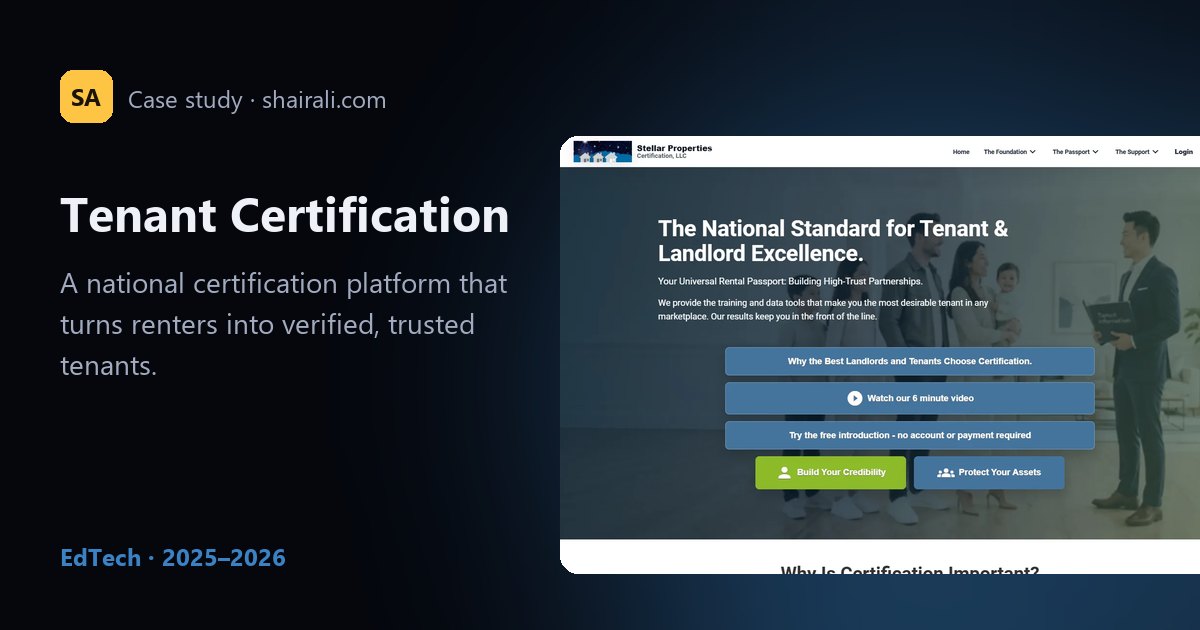 SA
Case study · shairali.com
Tenant Certification
A national certification platform that
turns renters into verified, trusted
tenants.
EdTech · 2025–2026
Stellar Properties
Certification, LLC
Home The Foundation The Passport The Support Login
The National Standard for Tenant &
Landlord Excellence.
Your Universal Rental Passport: Building High-Trust Partnerships.
We provide the training and data tools that make you the most desirable tenant in any
marketplace. Our results keep you in the front of the line.
Why the Best Landlords and Tenants Choose Certification.
Watch our 6 minute video
Try the free introduction - no account or payment required
Build Your Credibility Protect Your Assets
Why Is Certification Important?